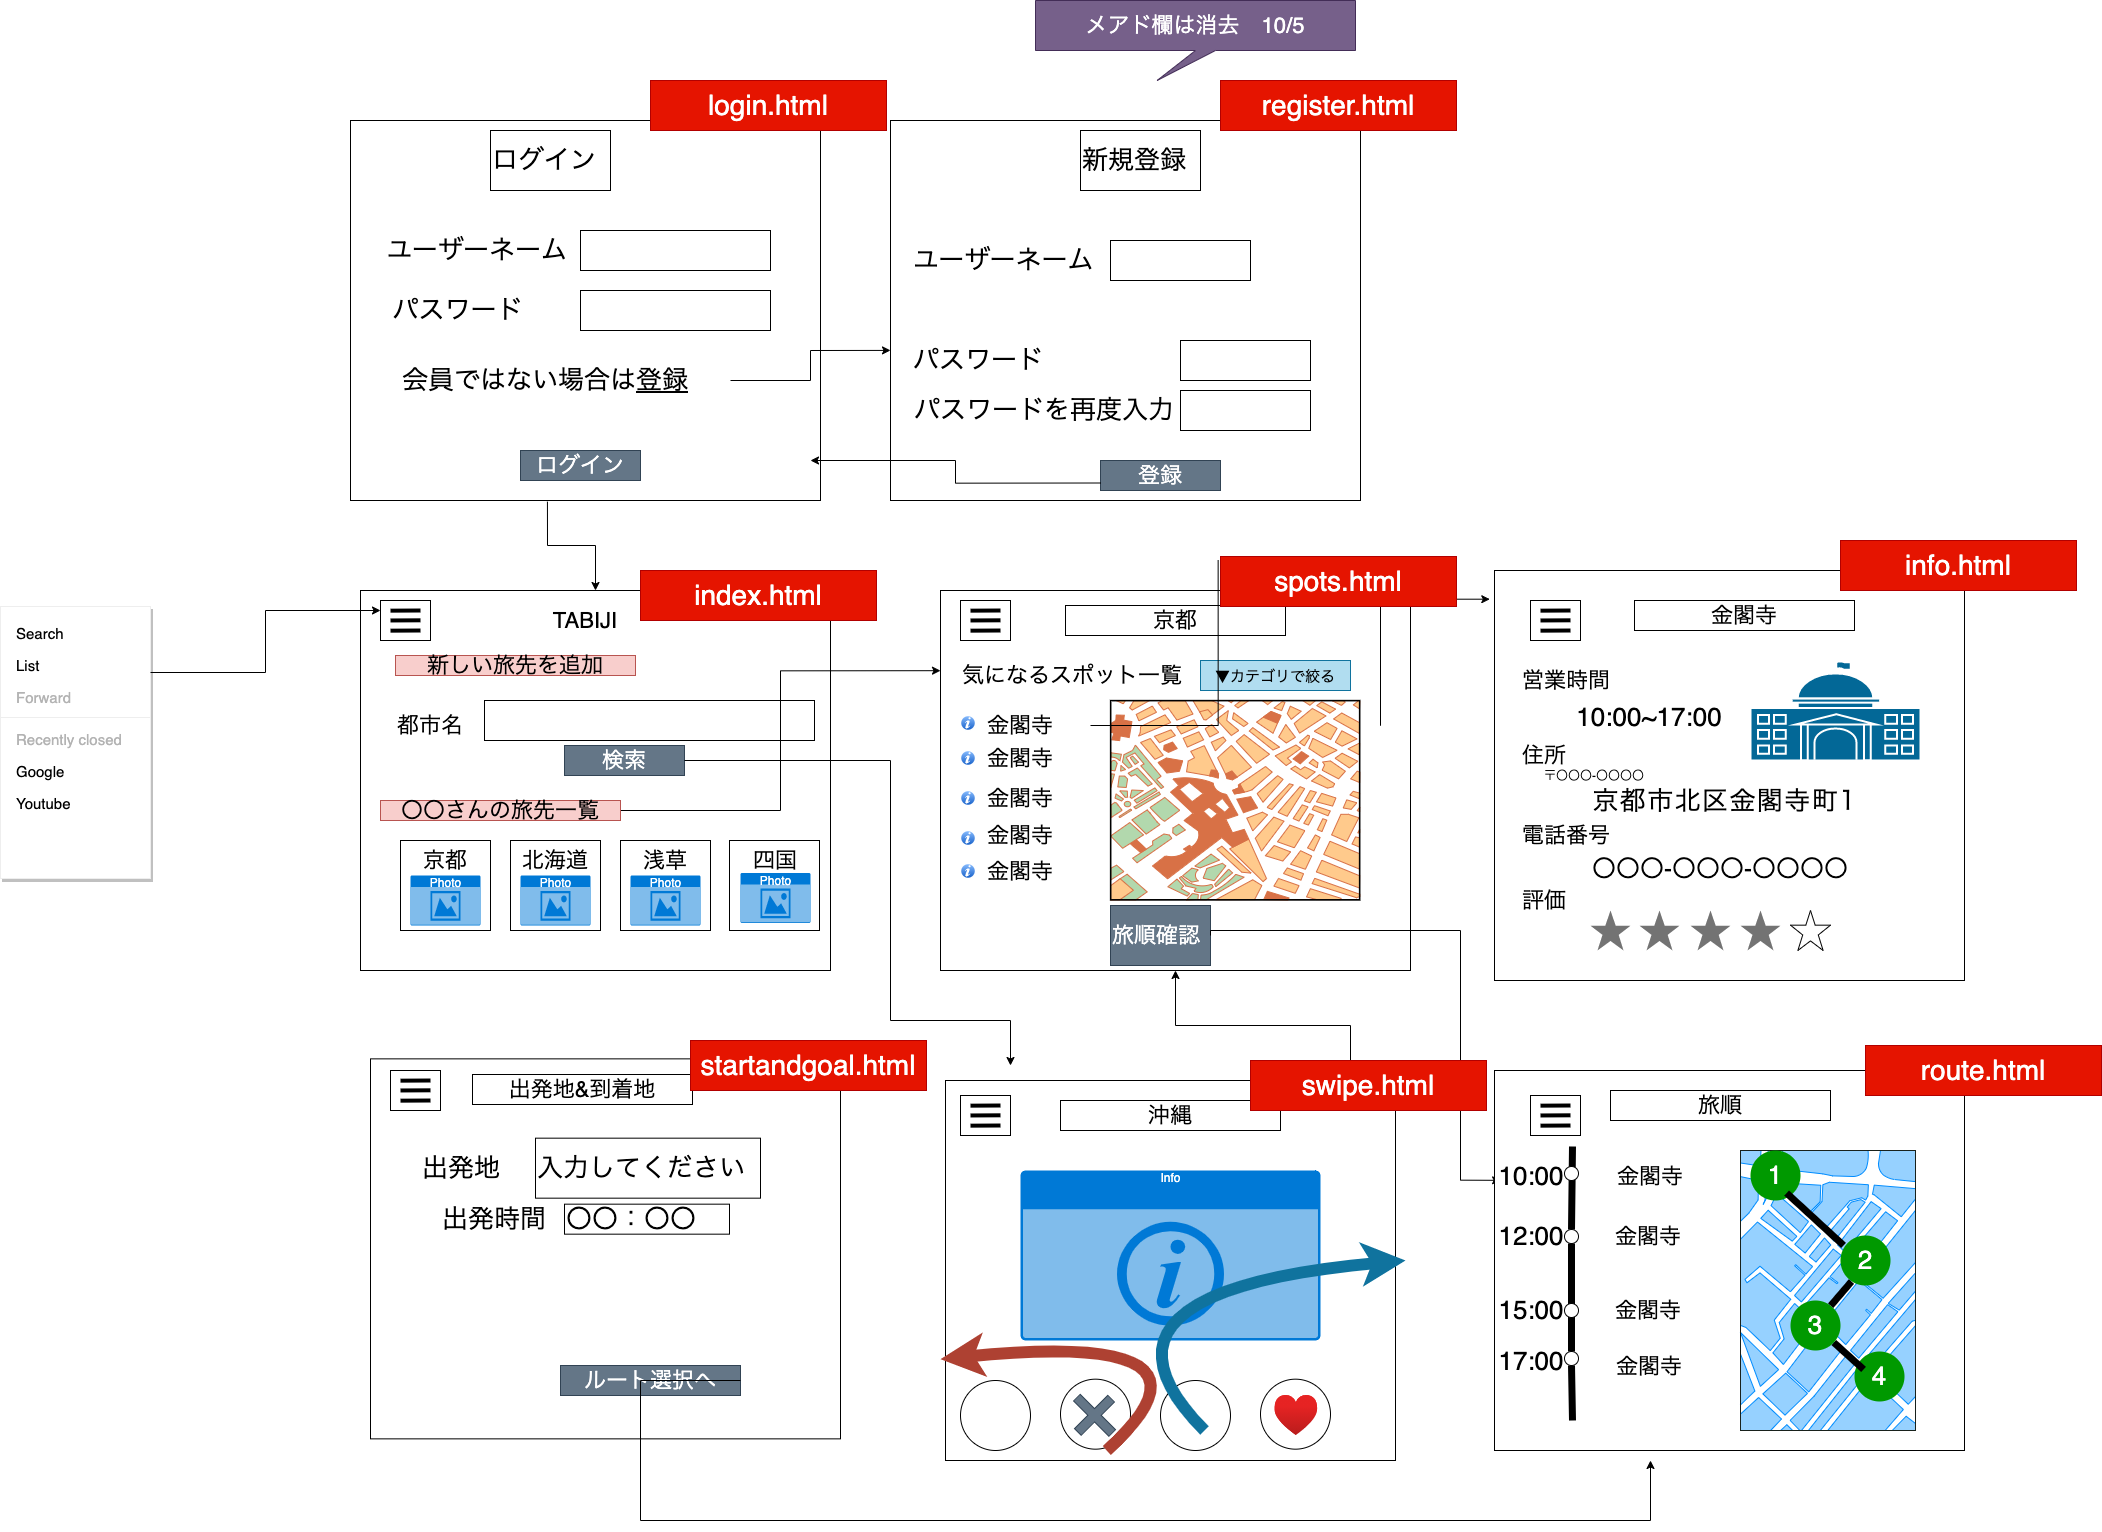 メアド欄は消去　10/5
login.html
ログイン
ユーザーネーム
パスワード
会員ではない場合は登録
ログイン
register.html
新規登録
ユーザーネーム
パスワード
パスワードを再度入力
登録
Search
List
Forward
Recently closed
Google
Youtube
index.html
TABIJI
新しい旅先を追加
都市名
検索
〇〇さんの旅先一覧
京都
Photo
北海道
Photo
浅草
Photo
四国
Photo
spots.html
京都
気になるスポット一覧
▼カテゴリで絞る
金閣寺
金閣寺
金閣寺
金閣寺
金閣寺
旅順確認
info.html
金閣寺
営業時間
10:00~17:00
住所
〒〇〇〇-〇〇〇〇
京都市北区金閣寺町1
電話番号
〇〇〇-〇〇〇-〇〇〇〇
評価
startandgoal.html
出発地&到着地
出発地
入力してください
出発時間
〇〇：〇〇
ルート選択へ
swipe.html
沖縄
Info
i
route.html
旅順
10:00
金閣寺
12:00
金閣寺
15:00
金閣寺
17:00
金閣寺
1
2
3
4